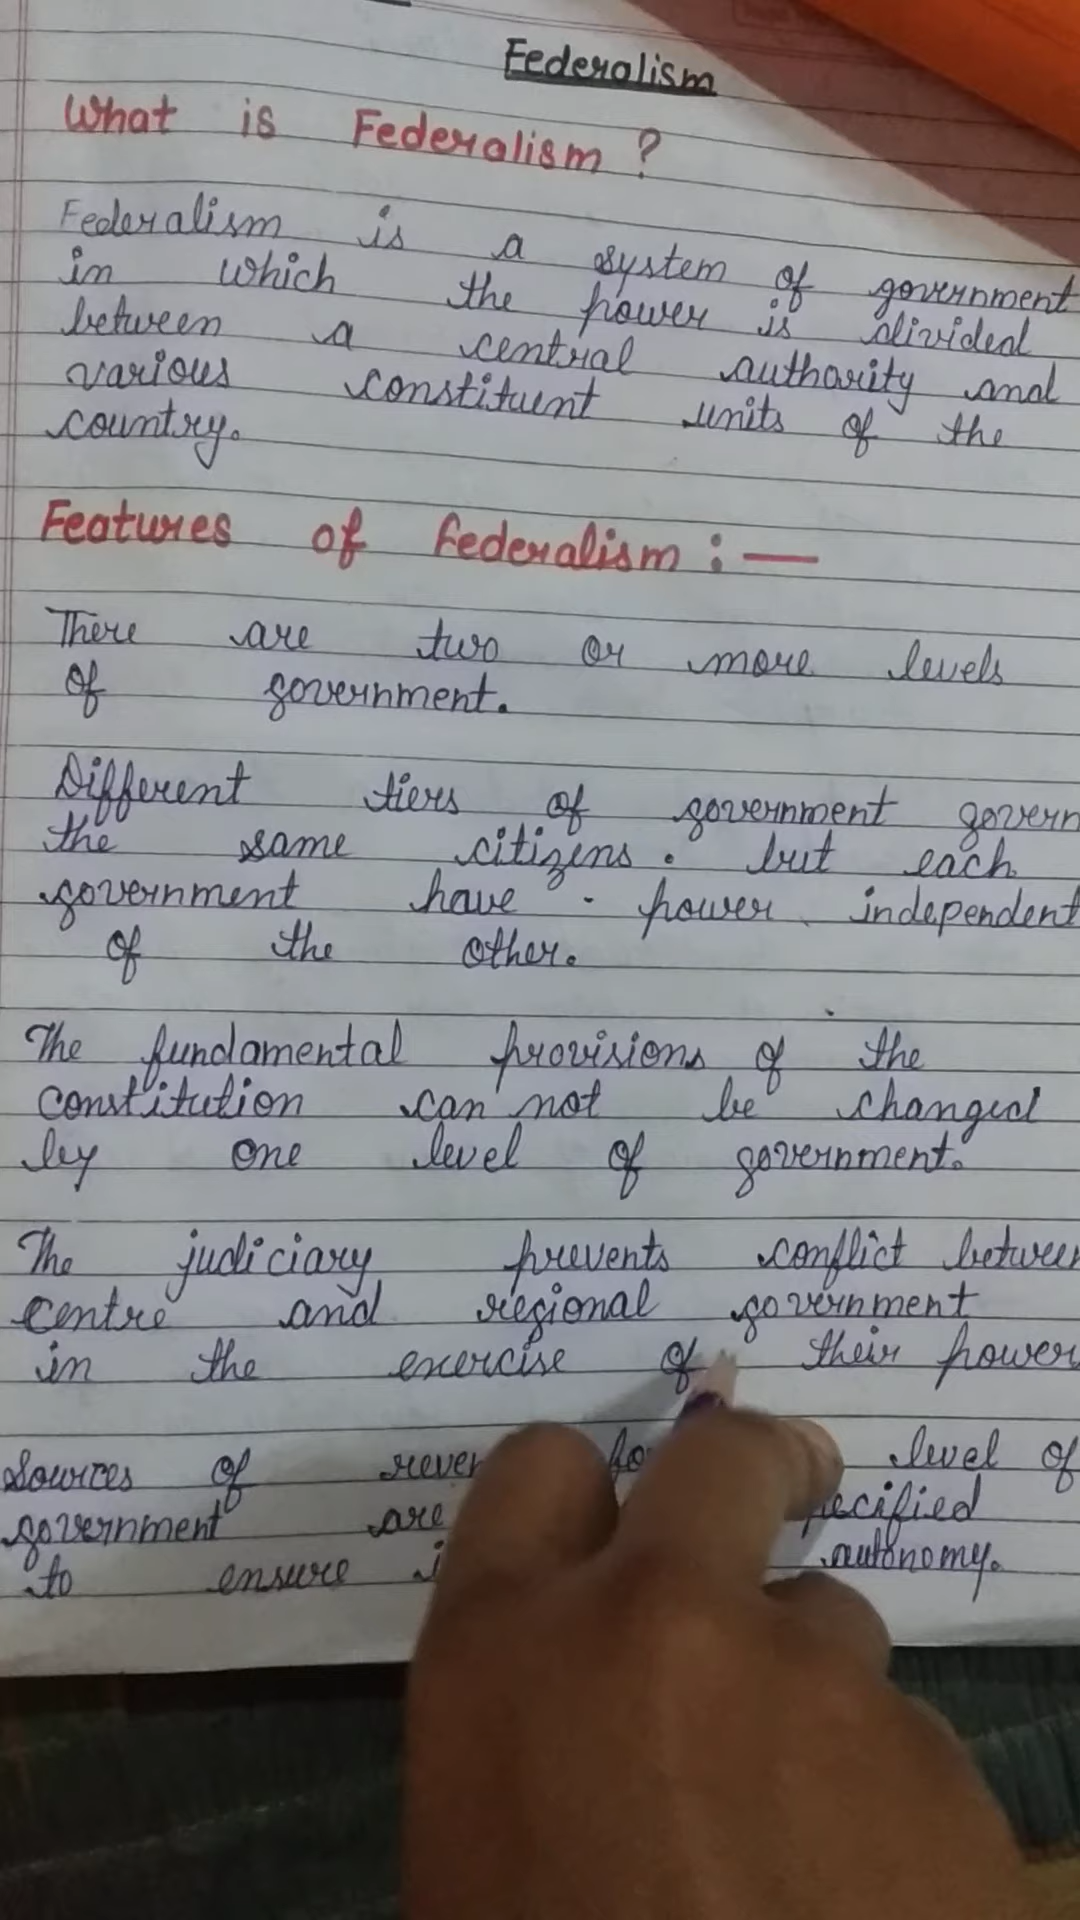 Federalism
What is Federalism ?
Federalism is a system of government
in which the power is divided
between a central authority and
various constituent units of the
country.
Features of federalism : —
There are two or more levels
of government.
Different tiers of government govern
the same citizens. but each
government have power independent
of the other.
The fundamental provisions of the
constitution can not be changed
by one level of government.
The judiciary prevents conflict between
centre and regional government
in the exercise of their power
Sources of level of
government are
to ensure autonomy.